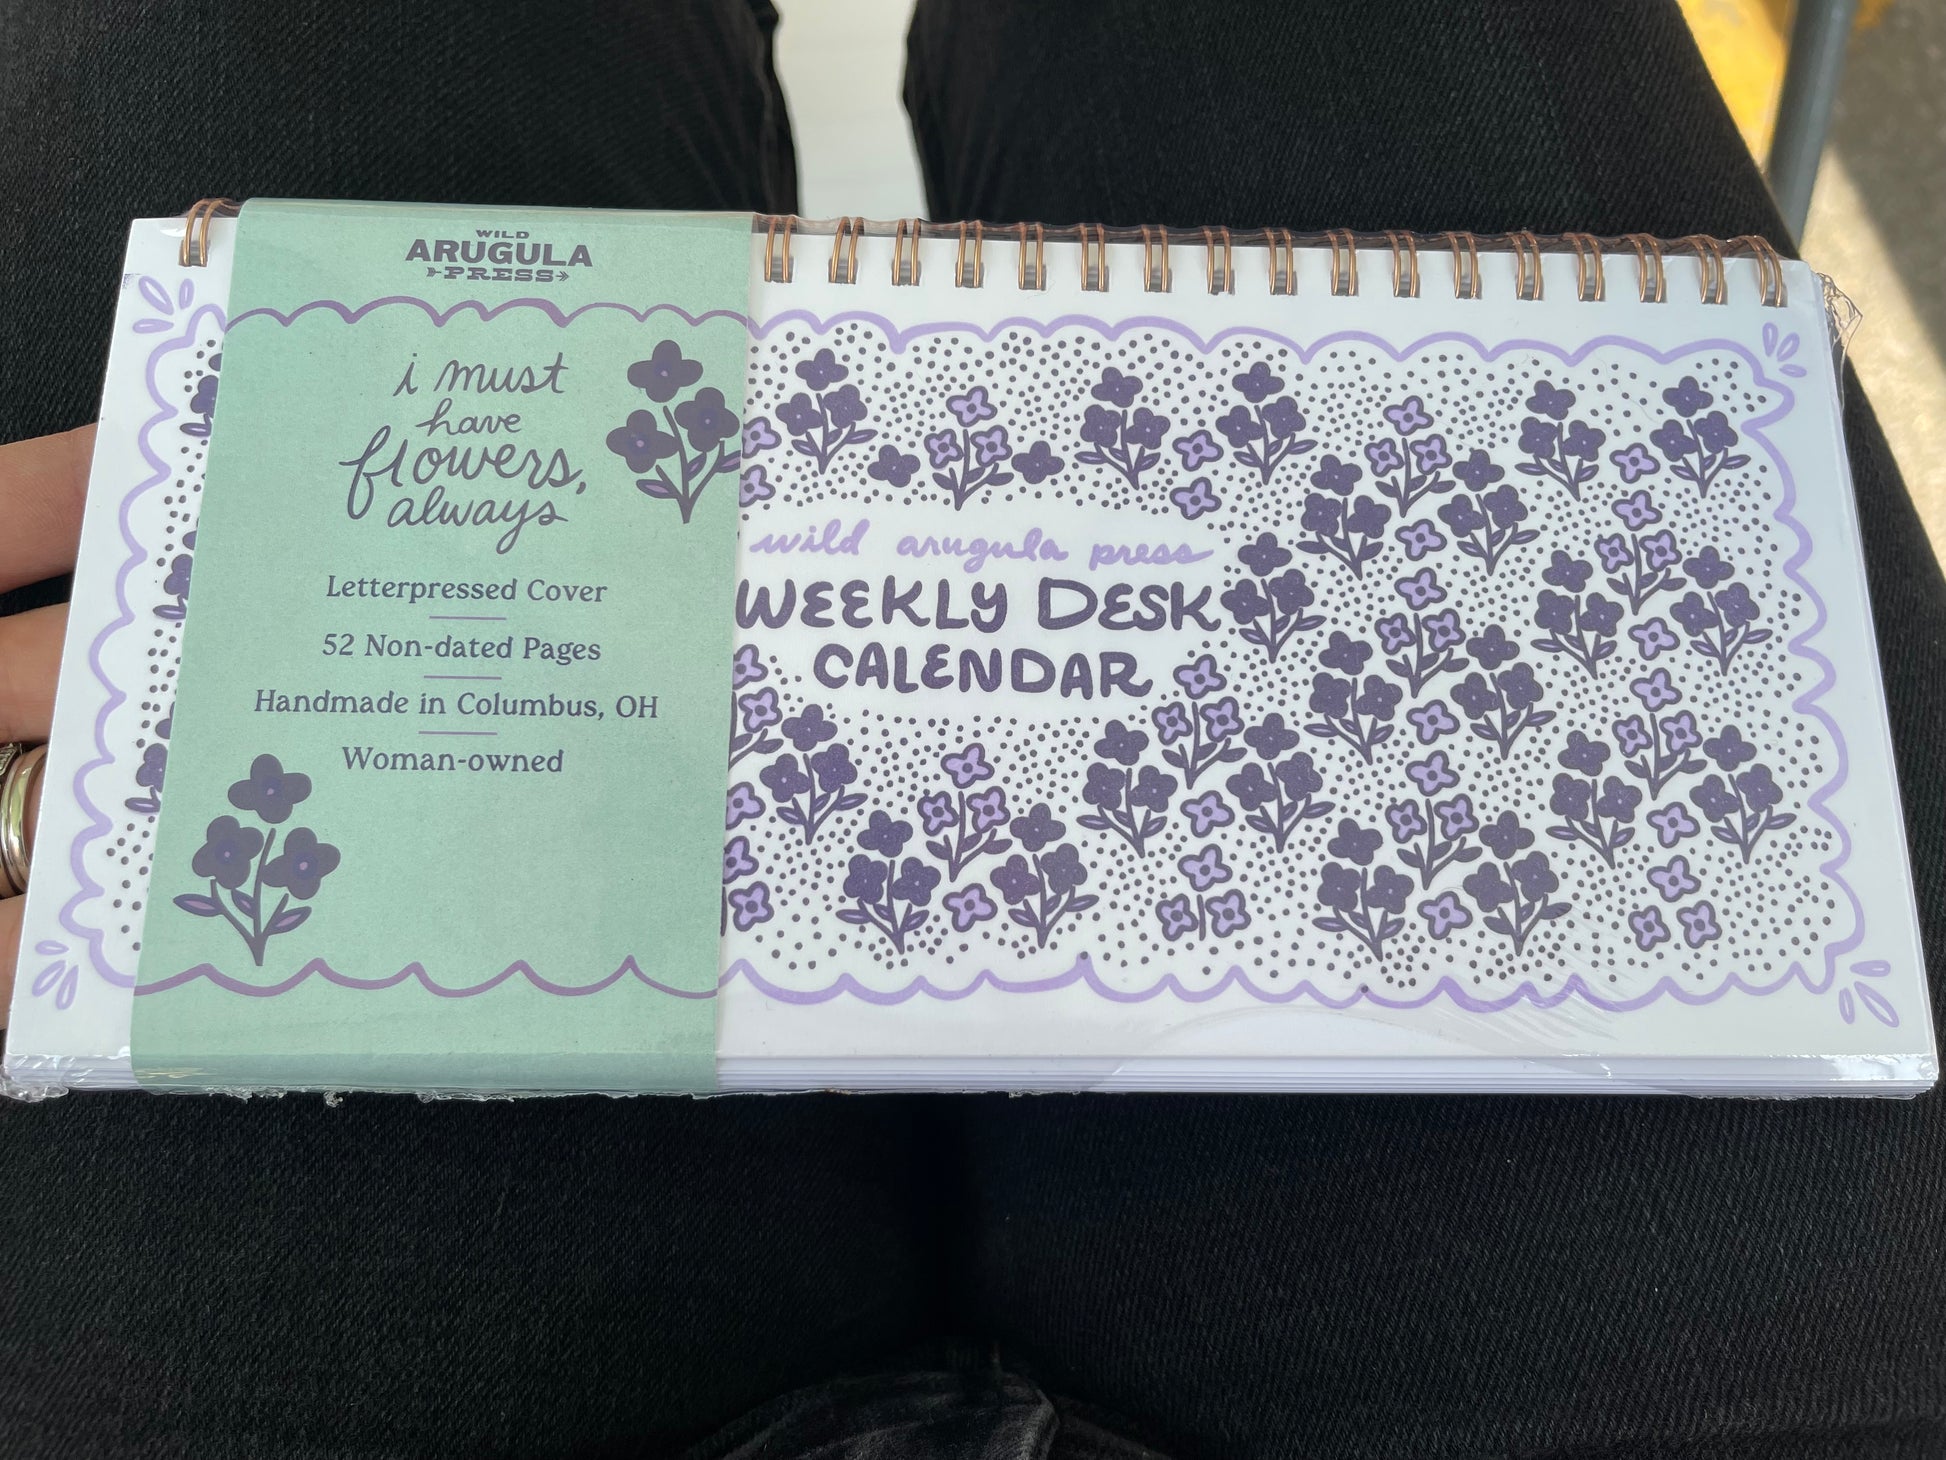 WILD
ARUGULA
PRESS
i must
have
flowers,
always
Letterpressed Cover
52 Non-dated Pages
Handmade in Columbus, OH
Woman-owned
wild arugula press
WEEKLY DESK
CALENDAR